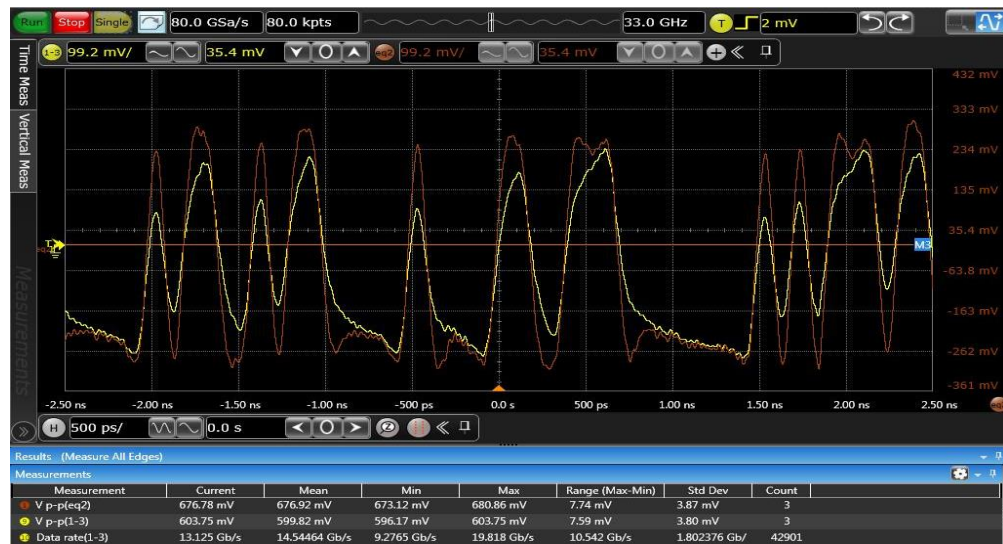 Run Stop Single 80.0 GSa/s 80.0 kpts 33.0 GHz T 2 mV
1-3 99.2 mV/ 35.4 mV eq2 99.2 mV/ 35.4 mV
Time Meas
Vertical Meas
Measurements
432 mV
333 mV
234 mV
135 mV
35.4 mV
M3
-63.8 mV
-163 mV
-262 mV
-361 mV
-2.50 ns -2.00 ns -1.50 ns -1.00 ns -500 ps 0.0 s 500 ps 1.00 ns 1.50 ns 2.00 ns 2.50 ns
H 500 ps/ 0.0 s
Results (Measure All Edges)
Measurements
Measurement Current Mean Min Max Range (Max-Min) Std Dev Count
V p-p(eq2) 676.78 mV 676.92 mV 673.12 mV 680.86 mV 7.74 mV 3.87 mV 3
V p-p(1-3) 603.75 mV 599.82 mV 596.17 mV 603.75 mV 7.59 mV 3.80 mV 3
Data rate(1-3) 13.125 Gb/s 14.54464 Gb/s 9.2765 Gb/s 19.818 Gb/s 10.542 Gb/s 1.802376 Gb/ 42901